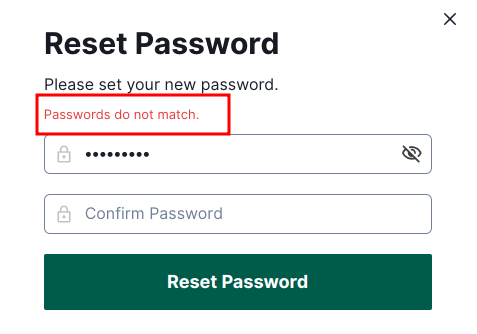 Reset Password
Please set your new password.
Passwords do not match.
•••••••••
Confirm Password
Reset Password